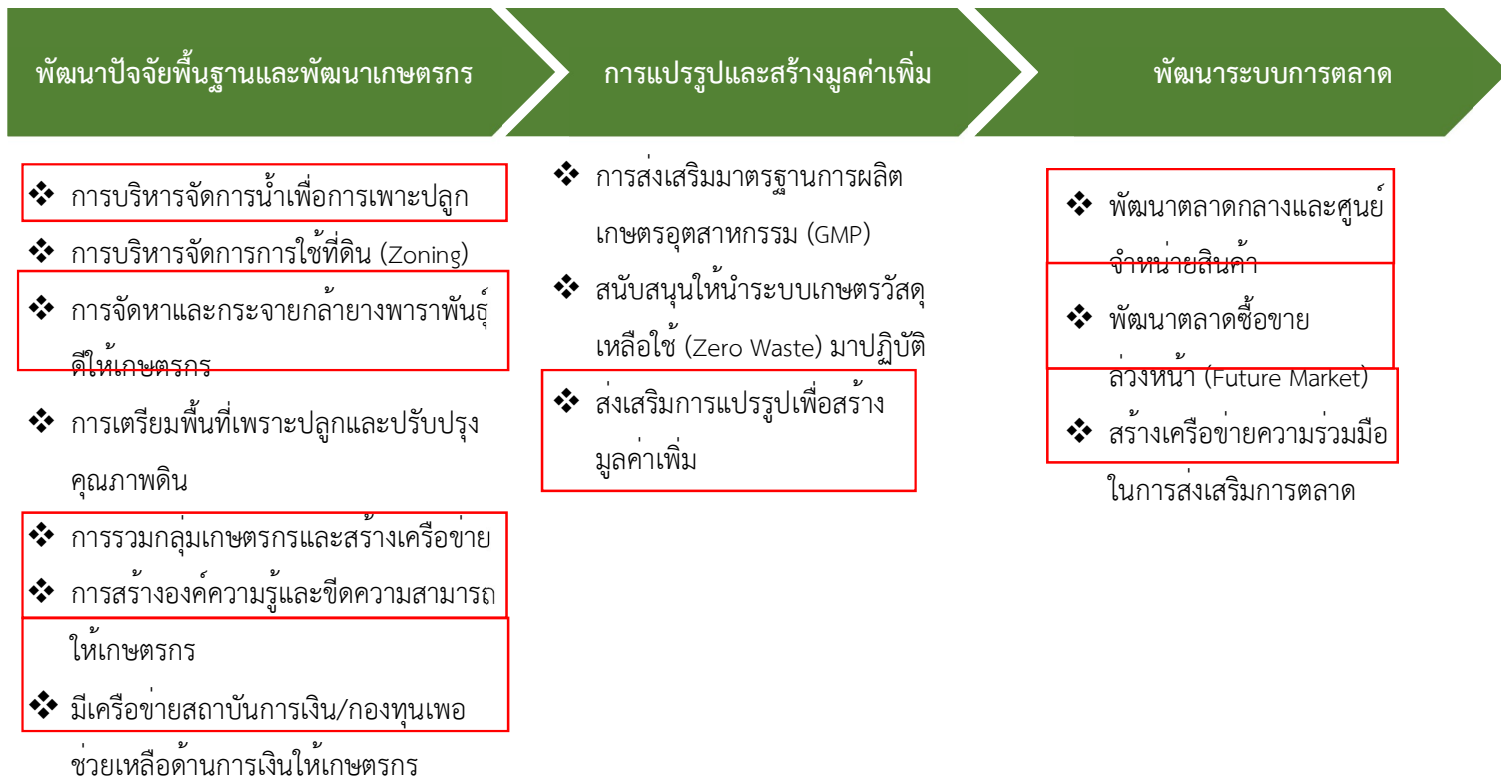 พัฒนาปัจจัยพื้นฐานและพัฒนาเกษตรกร
การแปรรูปและสร้างมูลค่าเพิ่ม
พัฒนาระบบการตลาด
❖ การบริหารจัดการน้ำเพื่อการเพาะปลูก
❖ การบริหารจัดการการใช้ที่ดิน (Zoning)
❖ การจัดหาและกระจายกล้ายางพาราพันธุ์
ดีให้เกษตรกร
❖ การเตรียมพื้นที่เพราะปลูกและปรับปรุง
คุณภาพดิน
❖ การรวมกลุ่มเกษตรกรและสร้างเครือข่าย
❖ การสร้างองค์ความรู้และขีดความสามารถ
ให้เกษตรกร
❖ มีเครือข่ายสถาบันการเงิน/กองทุนเพอ
ช่วยเหลือด้านการเงินให้เกษตรกร
❖ การส่งเสริมมาตรฐานการผลิต
เกษตรอุตสาหกรรม (GMP)
❖ สนับสนุนให้นำระบบเกษตรวัสดุ
เหลือใช้ (Zero Waste) มาปฏิบัติ
❖ ส่งเสริมการแปรรูปเพื่อสร้าง
มูลค่าเพิ่ม
❖ พัฒนาตลาดกลางและศูนย์
จำหน่ายสินค้า
❖ พัฒนาตลาดซื้อขาย
ล่วงหน้า (Future Market)
❖ สร้างเครือข่ายความร่วมมือ
ในการส่งเสริมการตลาด